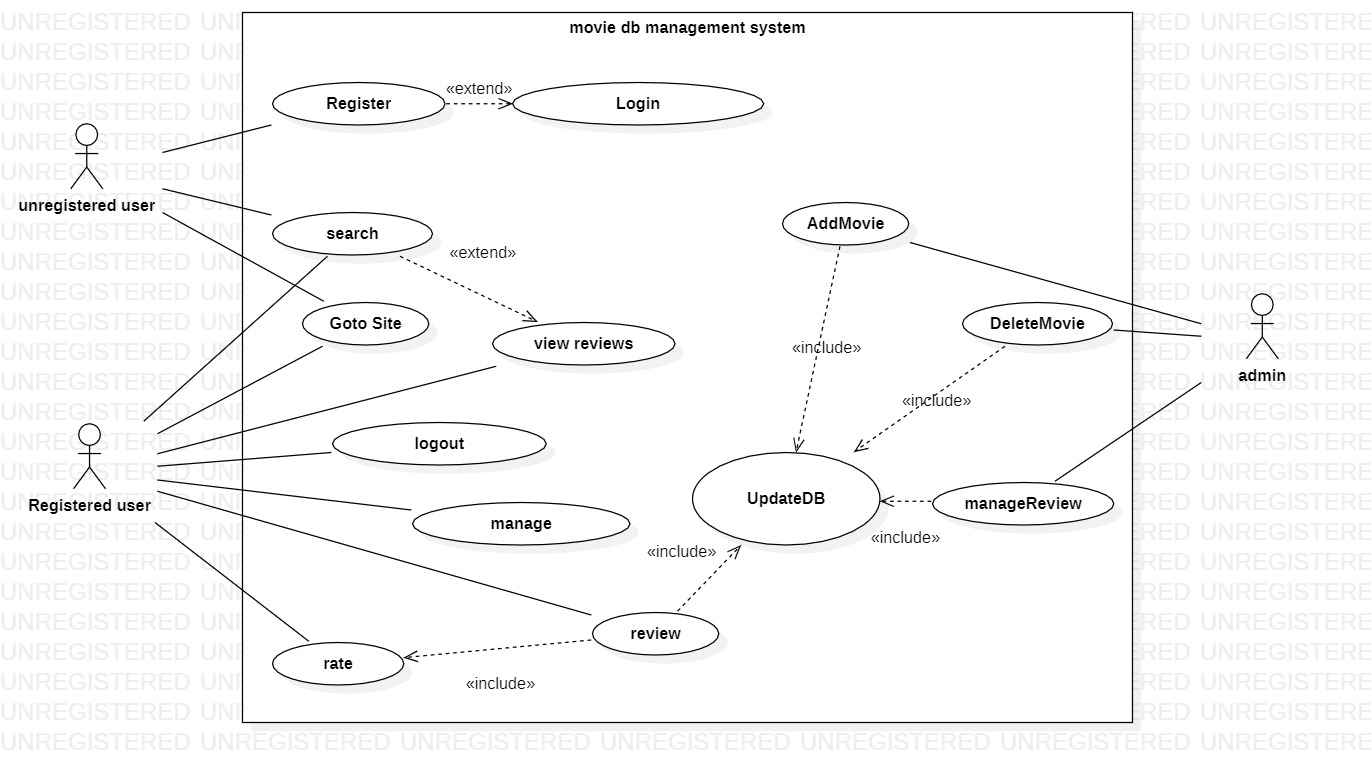 movie db management system
Register
«extend»
Login
unregistered user
search
«extend»
AddMovie
Goto Site
view reviews
DeleteMovie
«include»
admin
«include»
logout
Registered user
UpdateDB
manageReview
manage
«include»
«include»
review
rate
«include»
UNREGISTERED UNREGISTERED UNREGISTERED UNREGISTERED UNREGISTERED UNREGISTERED UNREGISTERE